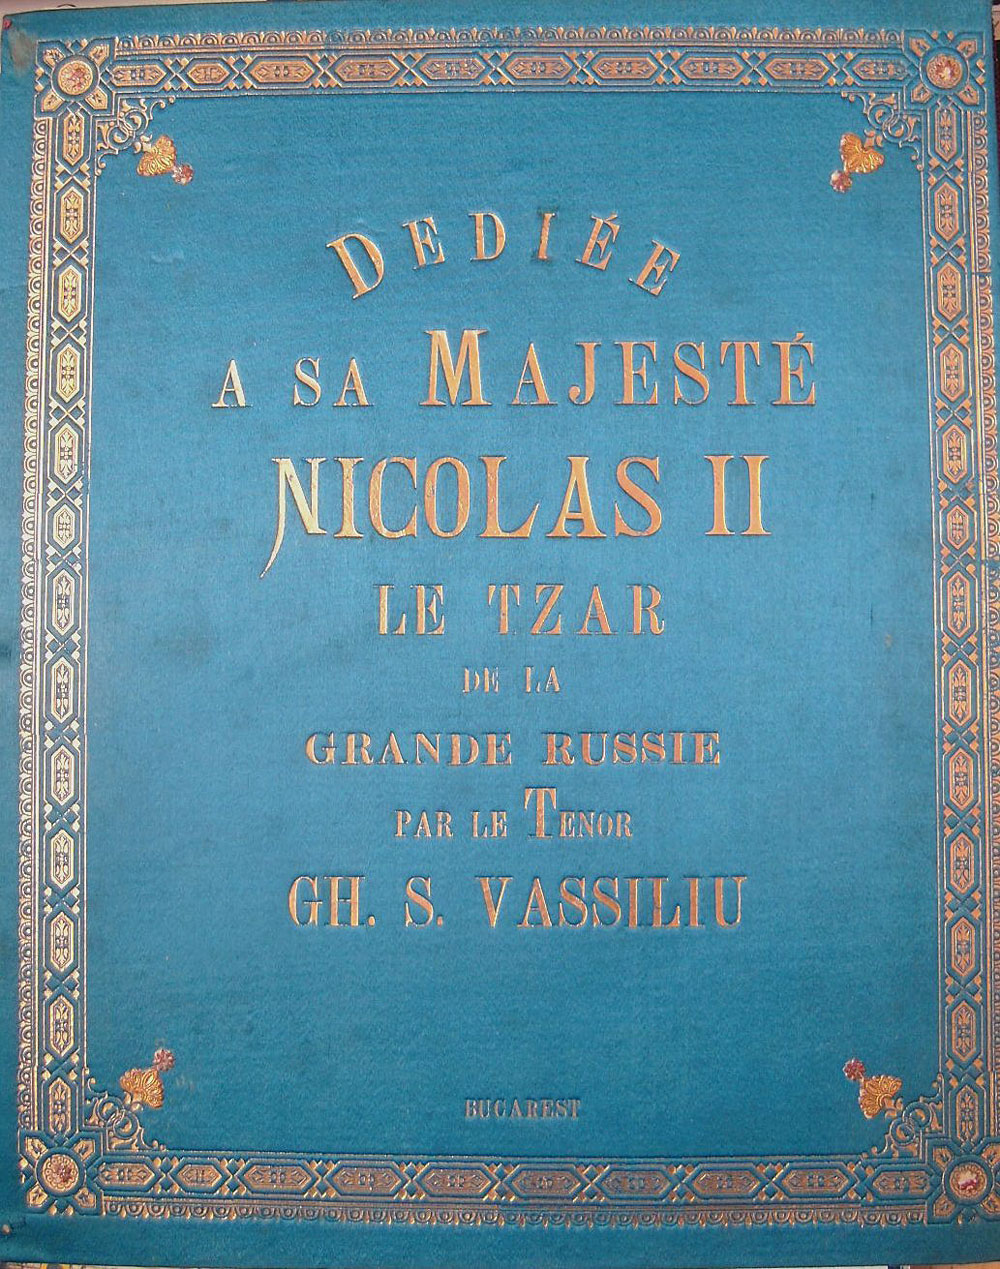 DEDIÉE
A SA MAJESTÉ
NICOLAS II
LE TZAR
DE LA
GRANDE RUSSIE
PAR LE TENOR
GH. S. VASSILIU
BUCAREST